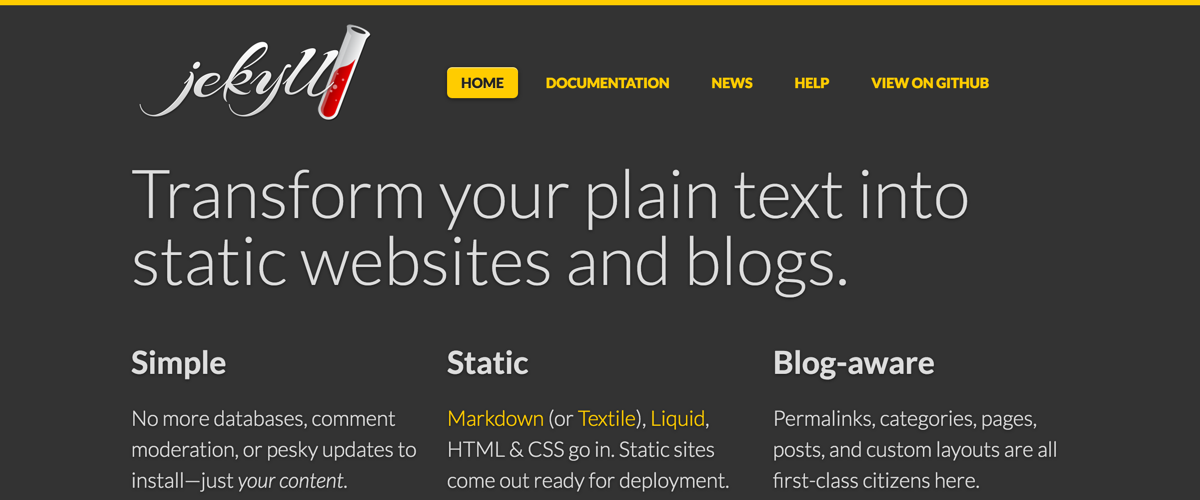 jekyll
HOME DOCUMENTATION NEWS HELP VIEW ON GITHUB
Transform your plain text into
static websites and blogs.
Simple
No more databases, comment
moderation, or pesky updates to
install—just your content.
Static
Markdown (or Textile), Liquid,
HTML & CSS go in. Static sites
come out ready for deployment.
Blog-aware
Permalinks, categories, pages,
posts, and custom layouts are all
first-class citizens here.